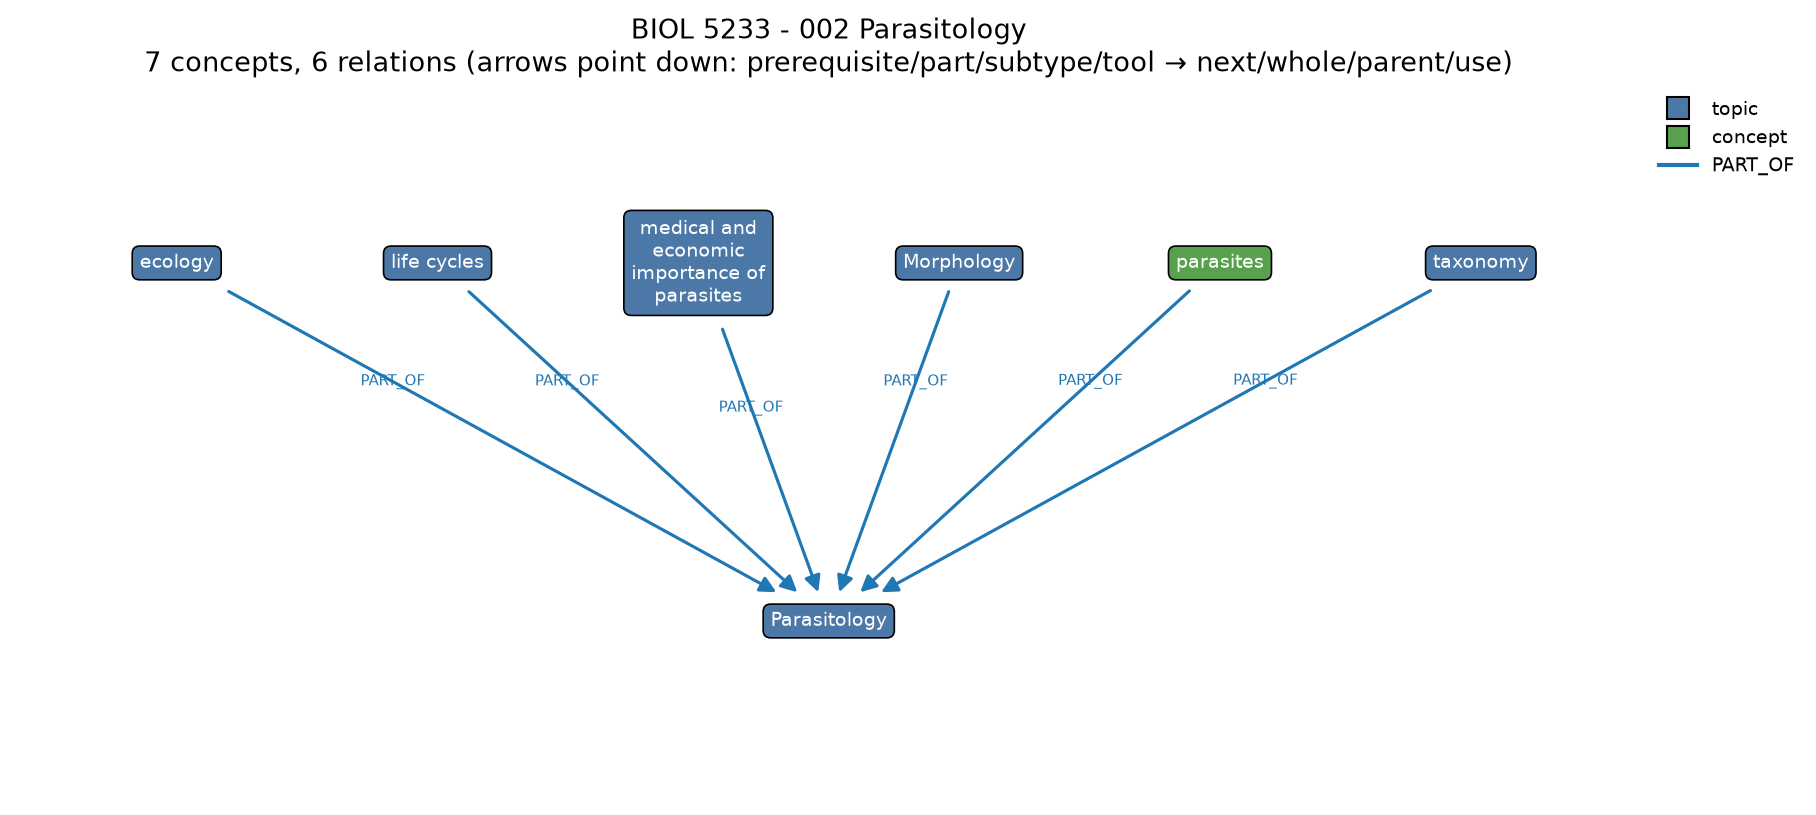 BIOL 5233 - 002 Parasitology
7 concepts, 6 relations (arrows point down: prerequisite/part/subtype/tool → next/whole/parent/use)
topic
concept
PART_OF
ecology
life cycles
medical and
economic
importance of
parasites
Morphology
parasites
taxonomy
PART_OF
PART_OF
PART_OF
PART_OF
PART_OF
PART_OF
Parasitology